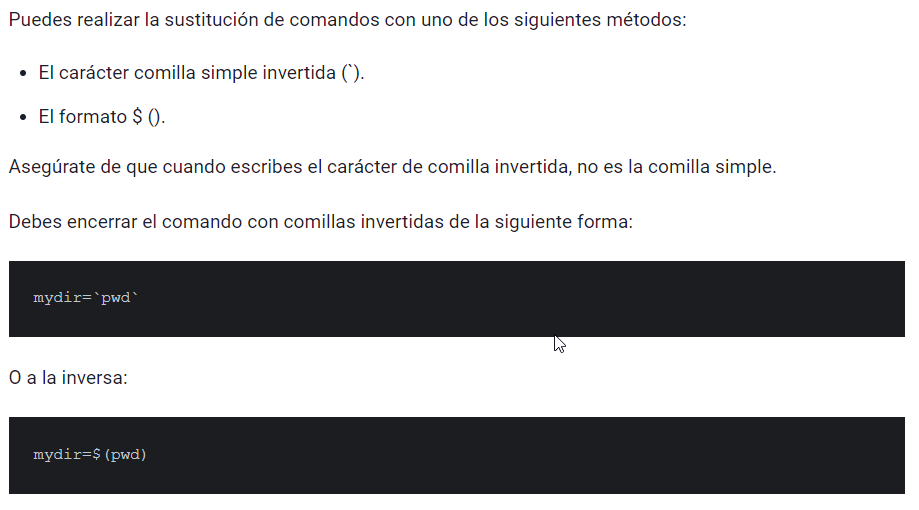 Puedes realizar la sustitución de comandos con uno de los siguientes métodos:
• El carácter comilla simple invertida (`).
• El formato $ ().
Asegúrate de que cuando escribes el carácter de comilla invertida, no es la comilla simple.
Debes encerrar el comando con comillas invertidas de la siguiente forma:
mydir=`pwd`
O a la inversa:
mydir=$(pwd)